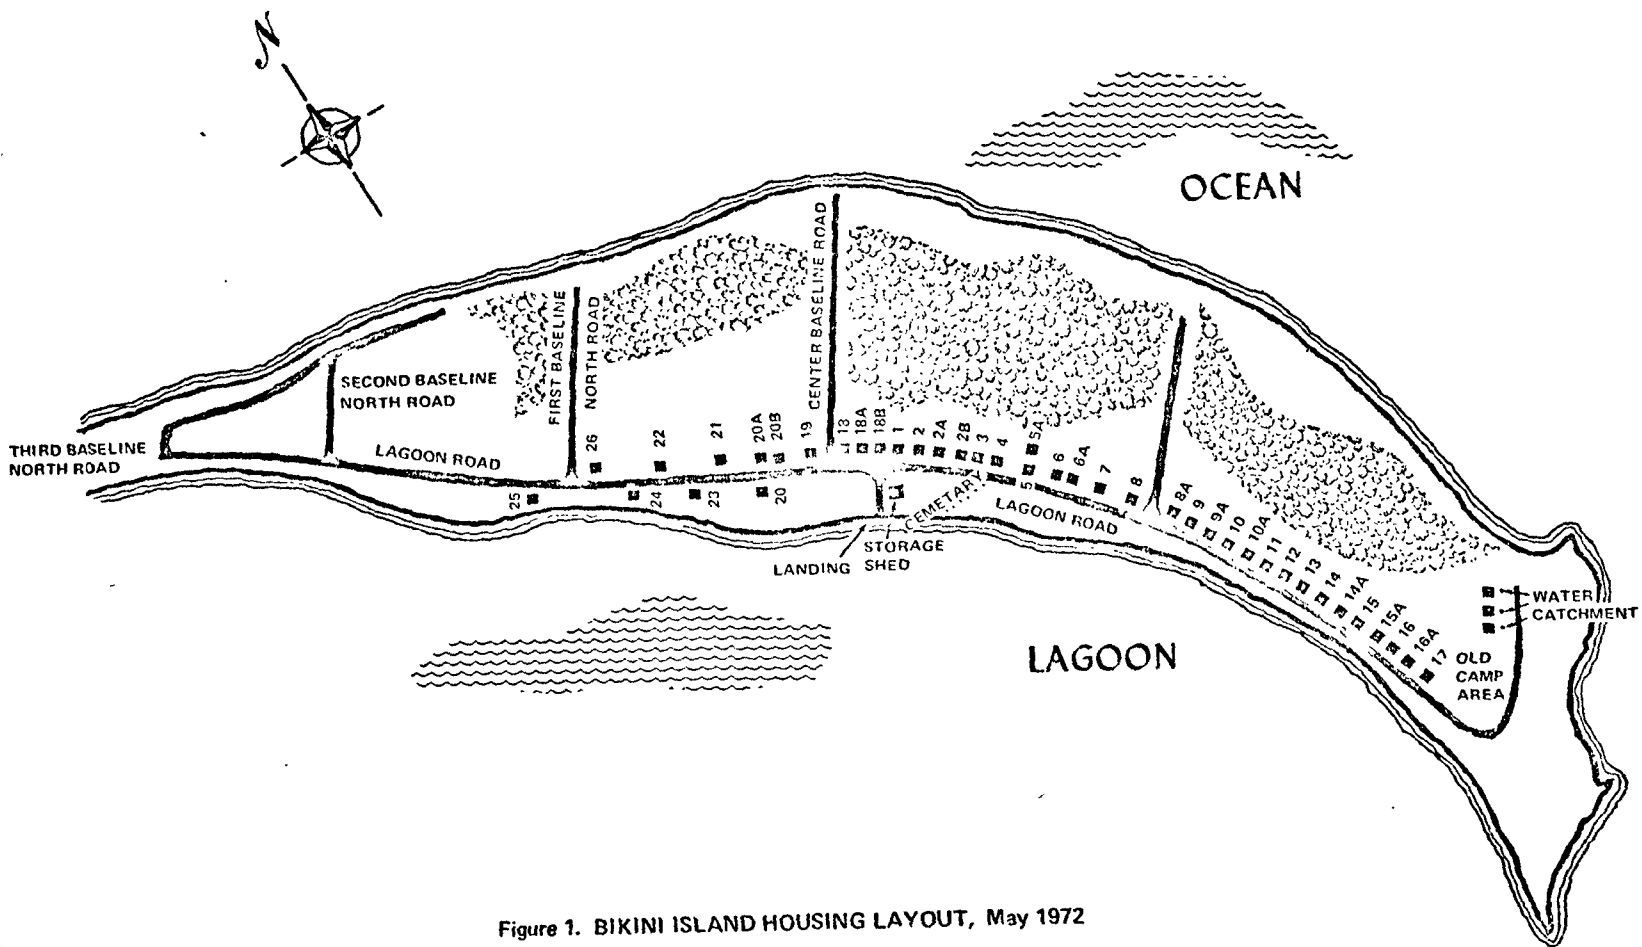 N
OCEAN
CENTER BASELINE ROAD
FIRST BASELINE
NORTH ROAD
SECOND BASELINE
NORTH ROAD
THIRD BASELINE
NORTH ROAD
LAGOON ROAD
26
22
21
20A
20B
19
13
18A
18B
1
2
2A
2B
3
4
5A
5
6
6A
7
8
8A
9
9A
10
10A
11
12
13
14
14A
15
15A
16
16A
17
25
24
23
20
CEMETARY
LAGOON ROAD
STORAGE
SHED
LANDING
WATER
CATCHMENT
OLD
CAMP
AREA
LAGOON
Figure 1. BIKINI ISLAND HOUSING LAYOUT, May 1972